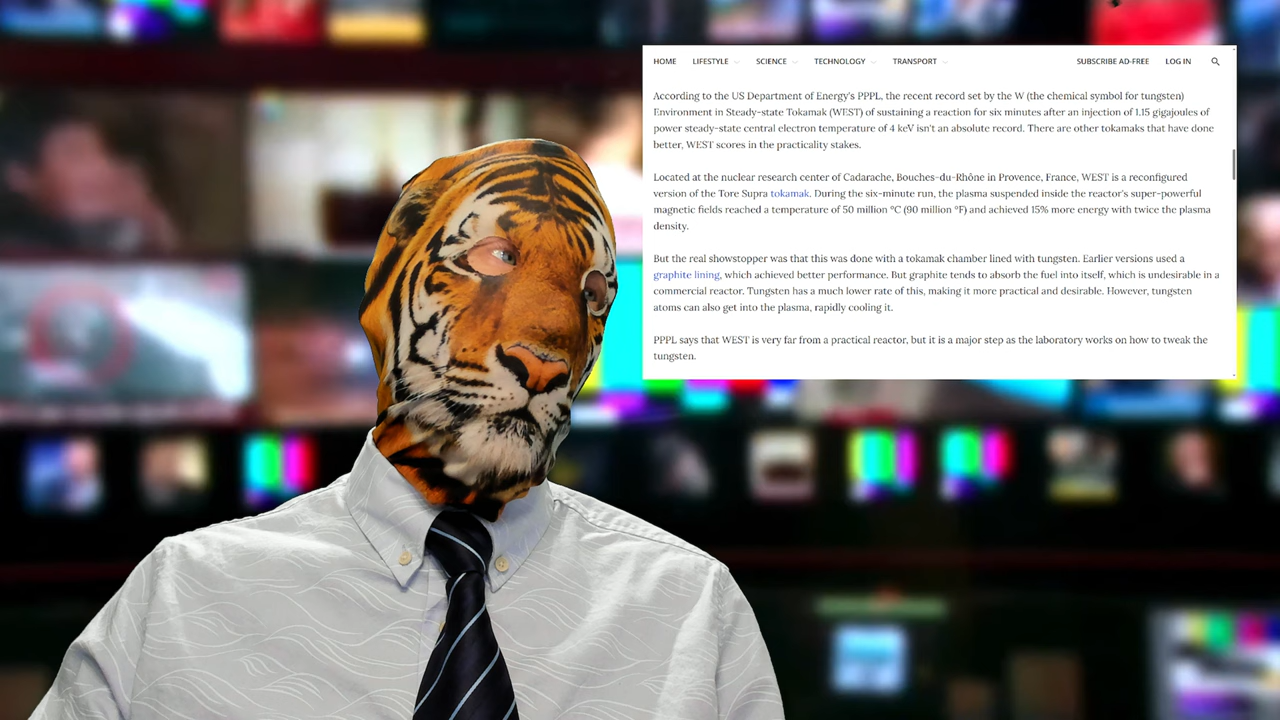 HOME LIFESTYLE SCIENCE TECHNOLOGY TRANSPORT SUBSCRIBE AD-FREE LOG IN
According to the US Department of Energy's PPPL, the recent record set by the W (the chemical symbol for tungsten)
Environment in Steady-state Tokamak (WEST) of sustaining a reaction for six minutes after an injection of 1.15 gigajoules of
power steady-state central electron temperature of 4 keV isn't an absolute record. There are other tokamaks that have done
better, WEST scores in the practicality stakes.
Located at the nuclear research center of Cadarache, Bouches-du-Rhône in Provence, France, WEST is a reconfigured
version of the Tore Supra tokamak. During the six-minute run, the plasma suspended inside the reactor's super-powerful
magnetic fields reached a temperature of 50 million °C (90 million °F) and achieved 15% more energy with twice the plasma
density.
But the real showstopper was that this was done with a tokamak chamber lined with tungsten. Earlier versions used a
graphite lining, which achieved better performance. But graphite tends to absorb the fuel into itself, which is undesirable in a
commercial reactor. Tungsten has a much lower rate of this, making it more practical and desirable. However, tungsten
atoms can also get into the plasma, rapidly cooling it.
PPPL says that WEST is very far from a practical reactor, but it is a major step as the laboratory works on how to tweak the
tungsten.